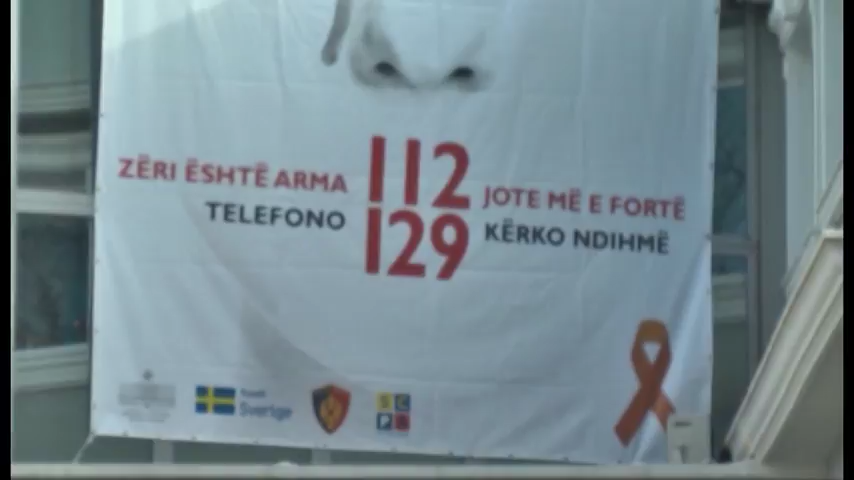 ZËRI ËSHTË ARMA 112 JOTE MË E FORTË
TELEFONO 129 KËRKO NDIHMË
Sverige
S C
P B